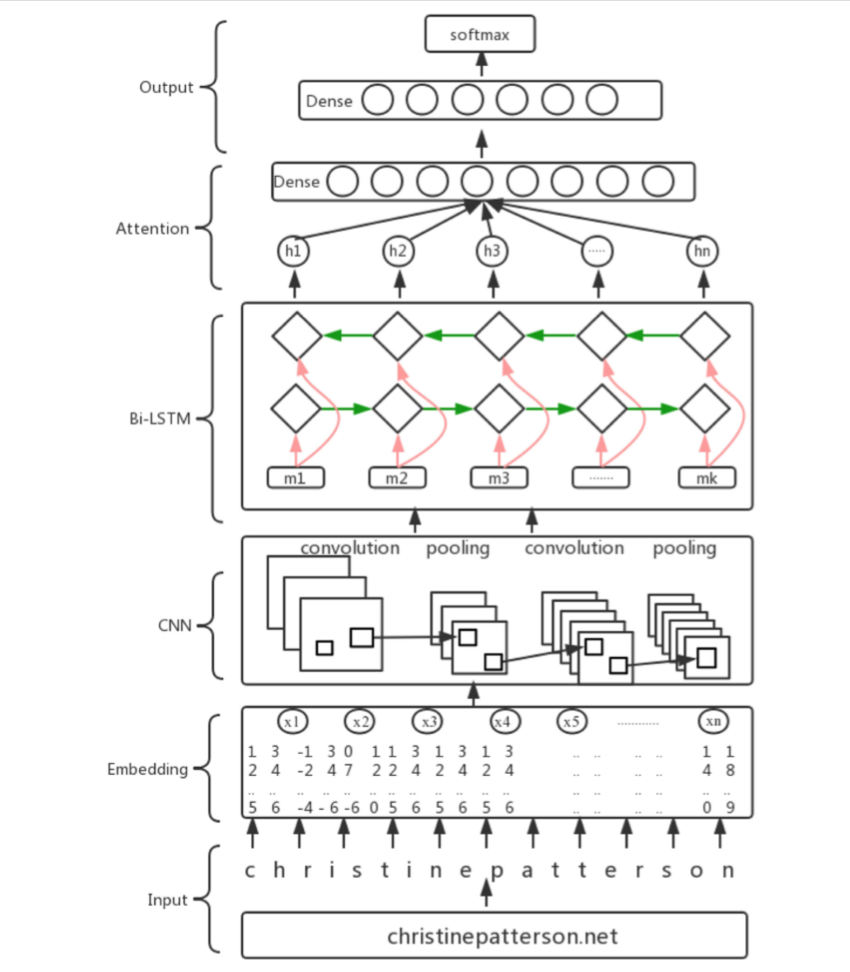 softmax
Output
Dense
Dense
Attention
h1 h2 h3 ..... hn
Bi-LSTM
m1 m2 m3 ....... mk
convolution pooling convolution pooling
CNN
x1 x2 x3 x4 x5 ............ xn
1 3 -1 3 0 1 1 3 1 3 1 3 1 1
Embedding
2 4 -2 4 7 2 2 4 2 4 2 4 .. .. .. .. 4 8
.. .. .. .. .. .. .. .. .. .. .. .. .. ..
5 6 -4 - 6 -6 0 5 6 5 6 5 6 .. .. .. .. 0 9
c h r i s t i n e p a t t e r s o n
Input
christinepatterson.net